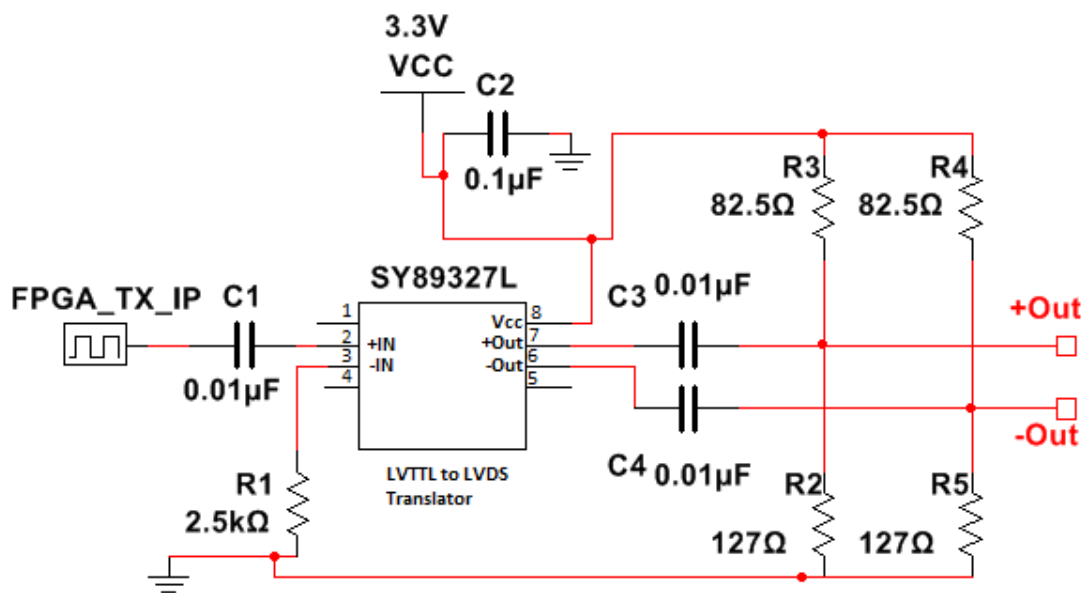 3.3V
VCC
C2
0.1µF
R3
82.5Ω
R4
82.5Ω
SY89327L
FPGA_TX_IP
C1
0.01µF
1
2
3
4
+IN
-IN
Vcc
+Out
-Out
8
7
6
5
C3
0.01µF
C4
0.01µF
+Out
-Out
LVTTL to LVDS
Translator
R1
2.5kΩ
R2
127Ω
R5
127Ω